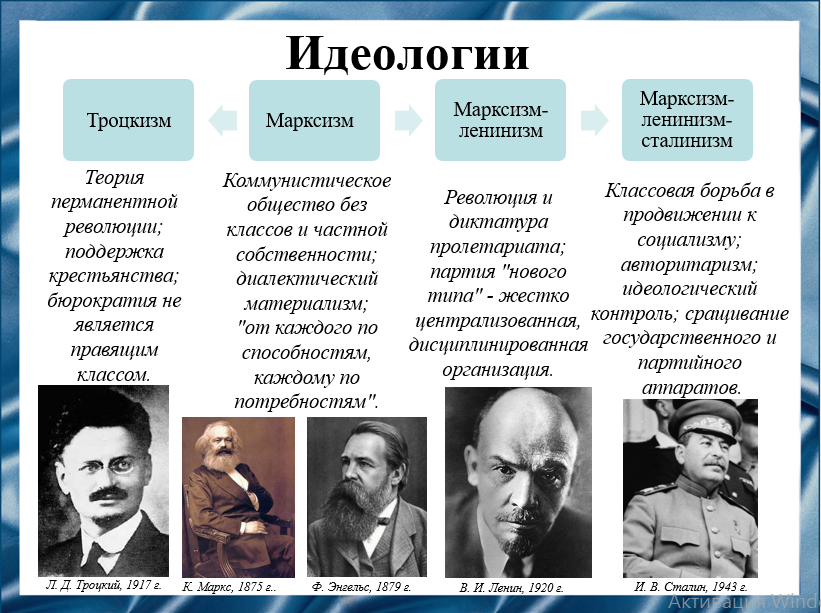 Идеологии
Троцкизм
Марксизм
Марксизм-
ленинизм
Марксизм-
ленинизм-
сталинизм
Теория
перманентной
революции;
поддержка
крестьянства;
бюрократия не
является
правящим
классом.
Коммунистическое
общество без
классов и частной
собственности;
диалектический
материализм;
"от каждого по
способностям,
каждому по
потребностям".
Революция и
диктатура
пролетариата;
партия "нового
типа" - жестко
централизованная,
дисциплинированная
организация.
Классовая борьба в
продвижении к
социализму;
авторитаризм;
идеологический
контроль; сращивание
государственного и
партийного
аппаратов.
Л. Д. Троцкий, 1917 г.
К. Маркс, 1875 г..
Ф. Энгельс, 1879 г.
В. И. Ленин, 1920 г.
И. В. Сталин, 1943 г.
Активация Wind